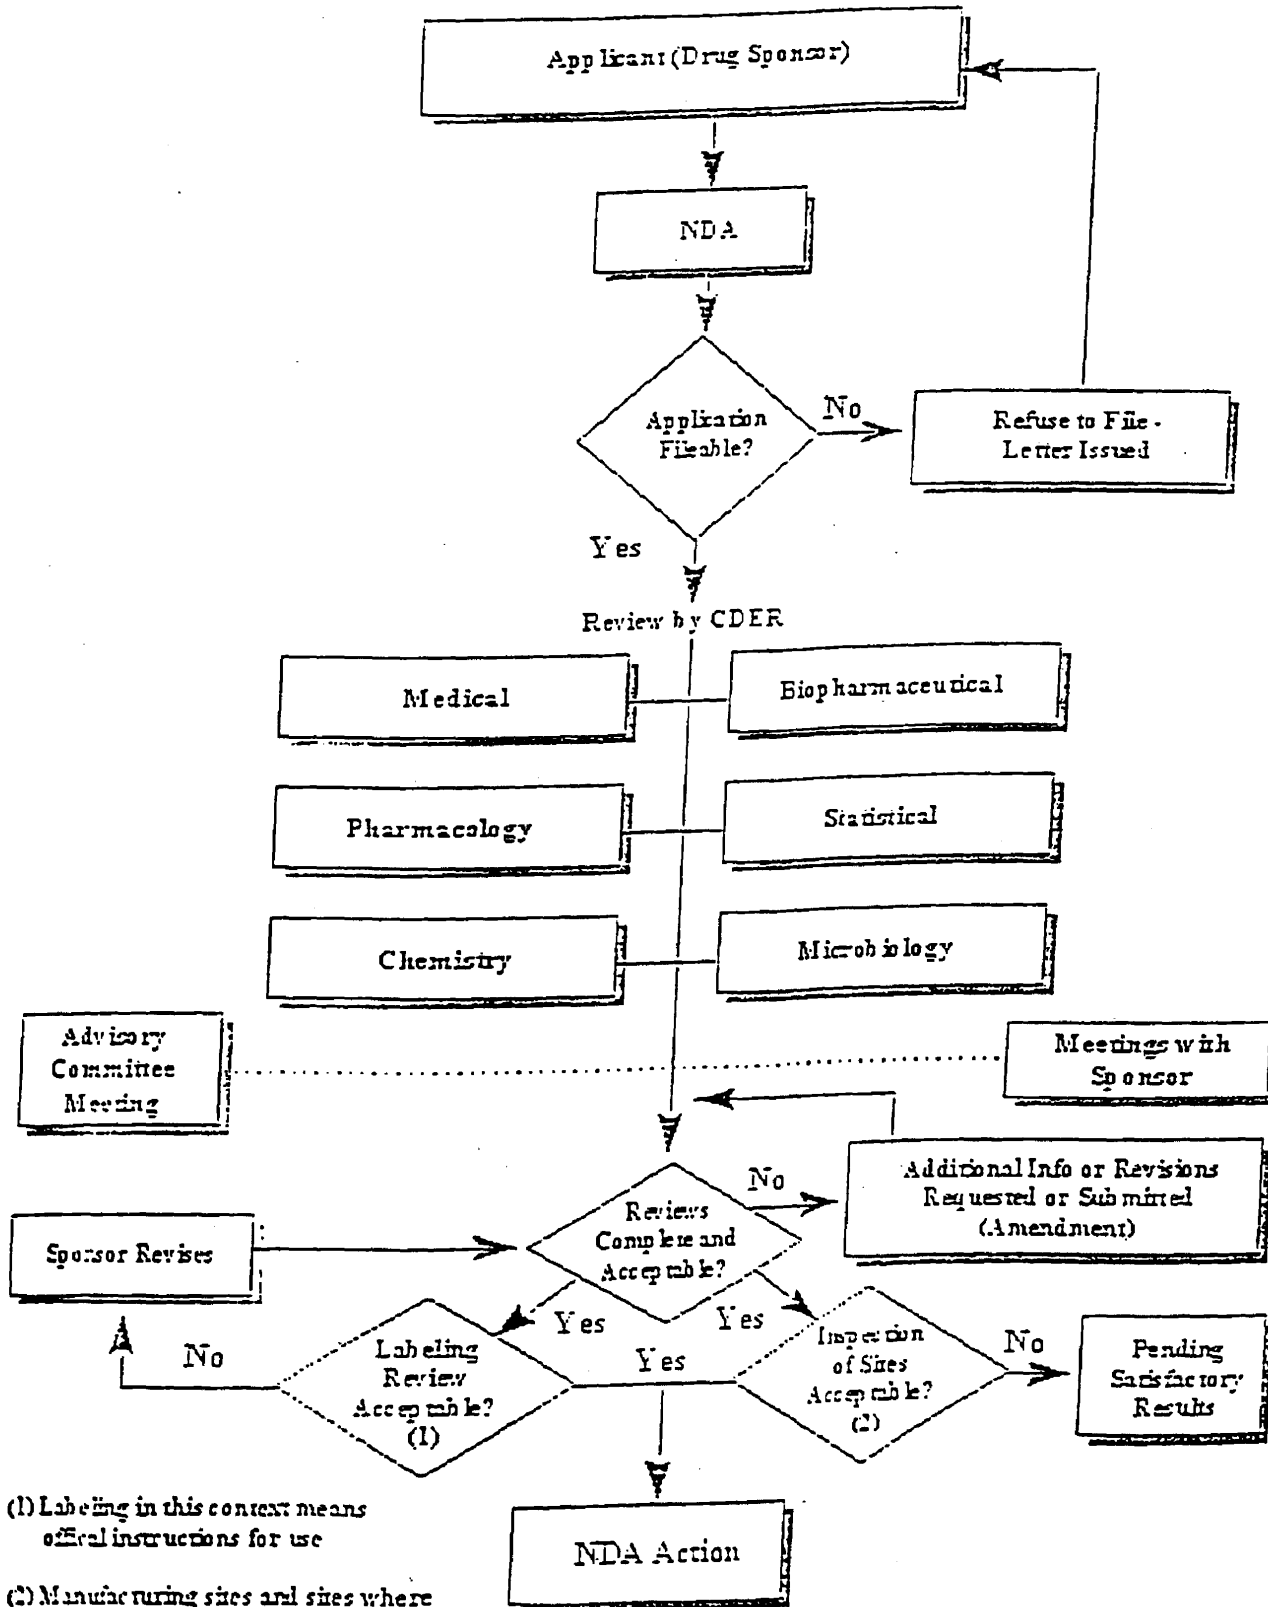 Applicant (Drug Sponsor)
NDA
Application
Fileable?
No
Refuse to File -
Letter Issued
Yes
Review by CDER
Medical
Biopharmaceutical
Pharmacology
Statistical
Chemistry
Microbiology
Advisory
Committee
Meeting
Meetings with
Sponsor
No
Additional Info or Revisions
Requested or Submitted
(Amendment)
Reviews
Complete and
Acceptable?
Sponsor Revises
Yes
Yes
No
Labeling
Review
Acceptable?
(1)
Yes
Inspection
of Sites
Acceptable?
(2)
No
Pending
Satisfactory
Results
NDA Action
(1) Labeling in this context means
offical instructions for use
(2) Manufacturing sites and sites where